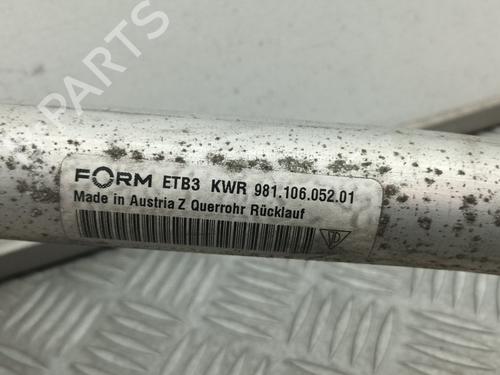 FORM ETB3 KWR 981.106.052.01
Made in Austria Z Querrohr Rücklauf
B-PARTS